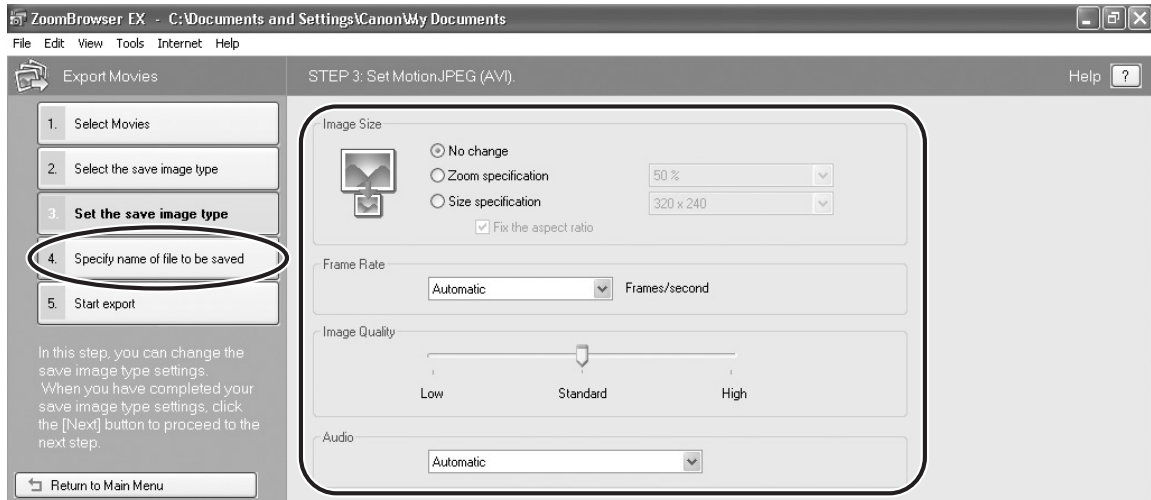 ZoomBrowser EX - C:\Documents and Settings\Canon\My Documents
File Edit View Tools Internet Help
Export Movies
STEP 3: Set MotionJPEG (AVI).
Help ?
1. Select Movies
2. Select the save image type
3. Set the save image type
4. Specify name of file to be saved
5. Start export
In this step, you can change the
save image type settings.
When you have completed your
save image type settings, click
the [Next] button to proceed to the
next step.
Return to Main Menu
Image Size
No change
Zoom specification 50 %
Size specification 320 x 240
Fix the aspect ratio
Frame Rate
Automatic Frames/second
Image Quality
Low Standard High
Audio
Automatic